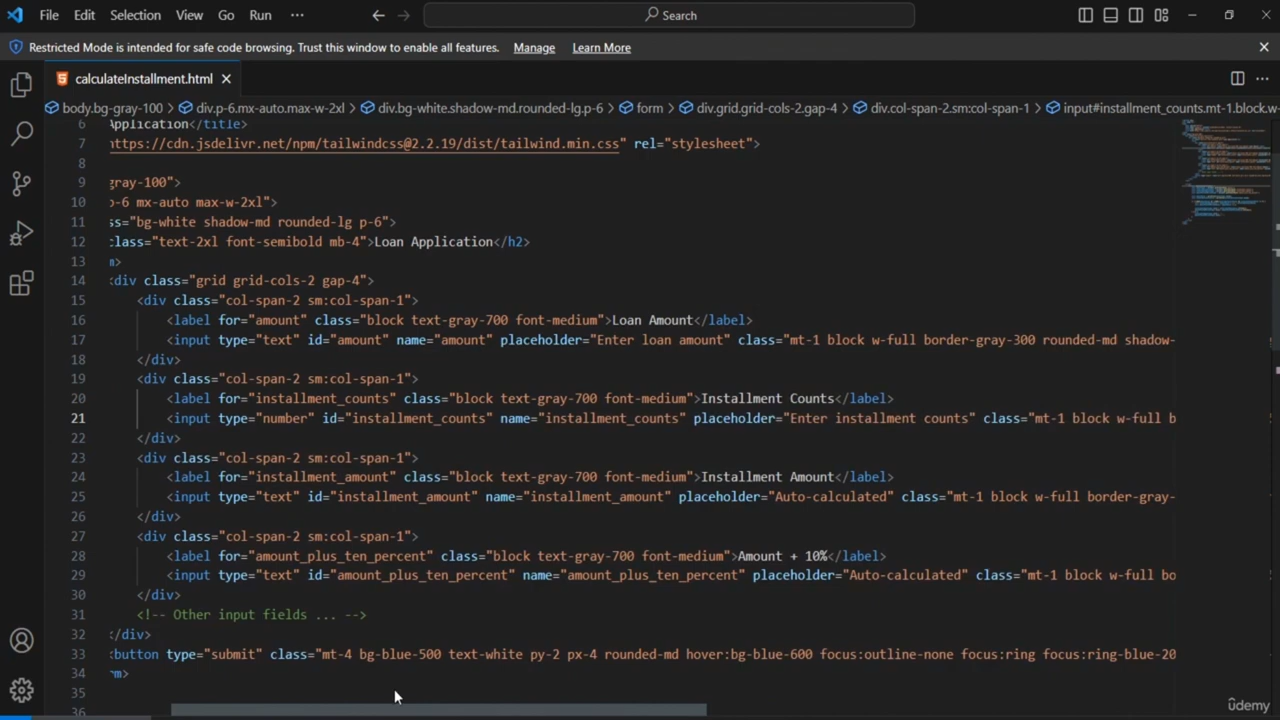 File Edit Selection View Go Run ··· Search
Restricted Mode is intended for safe code browsing. Trust this window to enable all features. Manage Learn More
calculateInstallment.html
body.bg-gray-100 > div.p-6.mx-auto.max-w-2xl > div.bg-white.shadow-md.rounded-lg.p-6 > form > div.grid.grid-cols-2.gap-4 > div.col-span-2.sm:col-span-1 > input#installment_counts.mt-1.block.w-
6 Application</title>
7 https://cdn.jsdelivr.net/npm/tailwindcss@2.2.19/dist/tailwind.min.css" rel="stylesheet">
8
9 gray-100">
10 p-6 mx-auto max-w-2xl">
11 ss="bg-white shadow-md rounded-lg p-6">
12 class="text-2xl font-semibold mb-4">Loan Application</h2>
13 m>
14 <div class="grid grid-cols-2 gap-4">
15 <div class="col-span-2 sm:col-span-1">
16 <label for="amount" class="block text-gray-700 font-medium">Loan Amount</label>
17 <input type="text" id="amount" name="amount" placeholder="Enter loan amount" class="mt-1 block w-full border-gray-300 rounded-md shadow-
18 </div>
19 <div class="col-span-2 sm:col-span-1">
20 <label for="installment_counts" class="block text-gray-700 font-medium">Installment Counts</label>
21 <input type="number" id="installment_counts" name="installment_counts" placeholder="Enter installment counts" class="mt-1 block w-full b
22 </div>
23 <div class="col-span-2 sm:col-span-1">
24 <label for="installment_amount" class="block text-gray-700 font-medium">Installment Amount</label>
25 <input type="text" id="installment_amount" name="installment_amount" placeholder="Auto-calculated" class="mt-1 block w-full border-gray-
26 </div>
27 <div class="col-span-2 sm:col-span-1">
28 <label for="amount_plus_ten_percent" class="block text-gray-700 font-medium">Amount + 10%</label>
29 <input type="text" id="amount_plus_ten_percent" name="amount_plus_ten_percent" placeholder="Auto-calculated" class="mt-1 block w-full bo
30 </div>
31 <!-- Other input fields ... -->
32 </div>
33 <button type="submit" class="mt-4 bg-blue-500 text-white py-2 px-4 rounded-md hover:bg-blue-600 focus:outline-none focus:ring focus:ring-blue-20
34 rm>
35
36
ûdemy